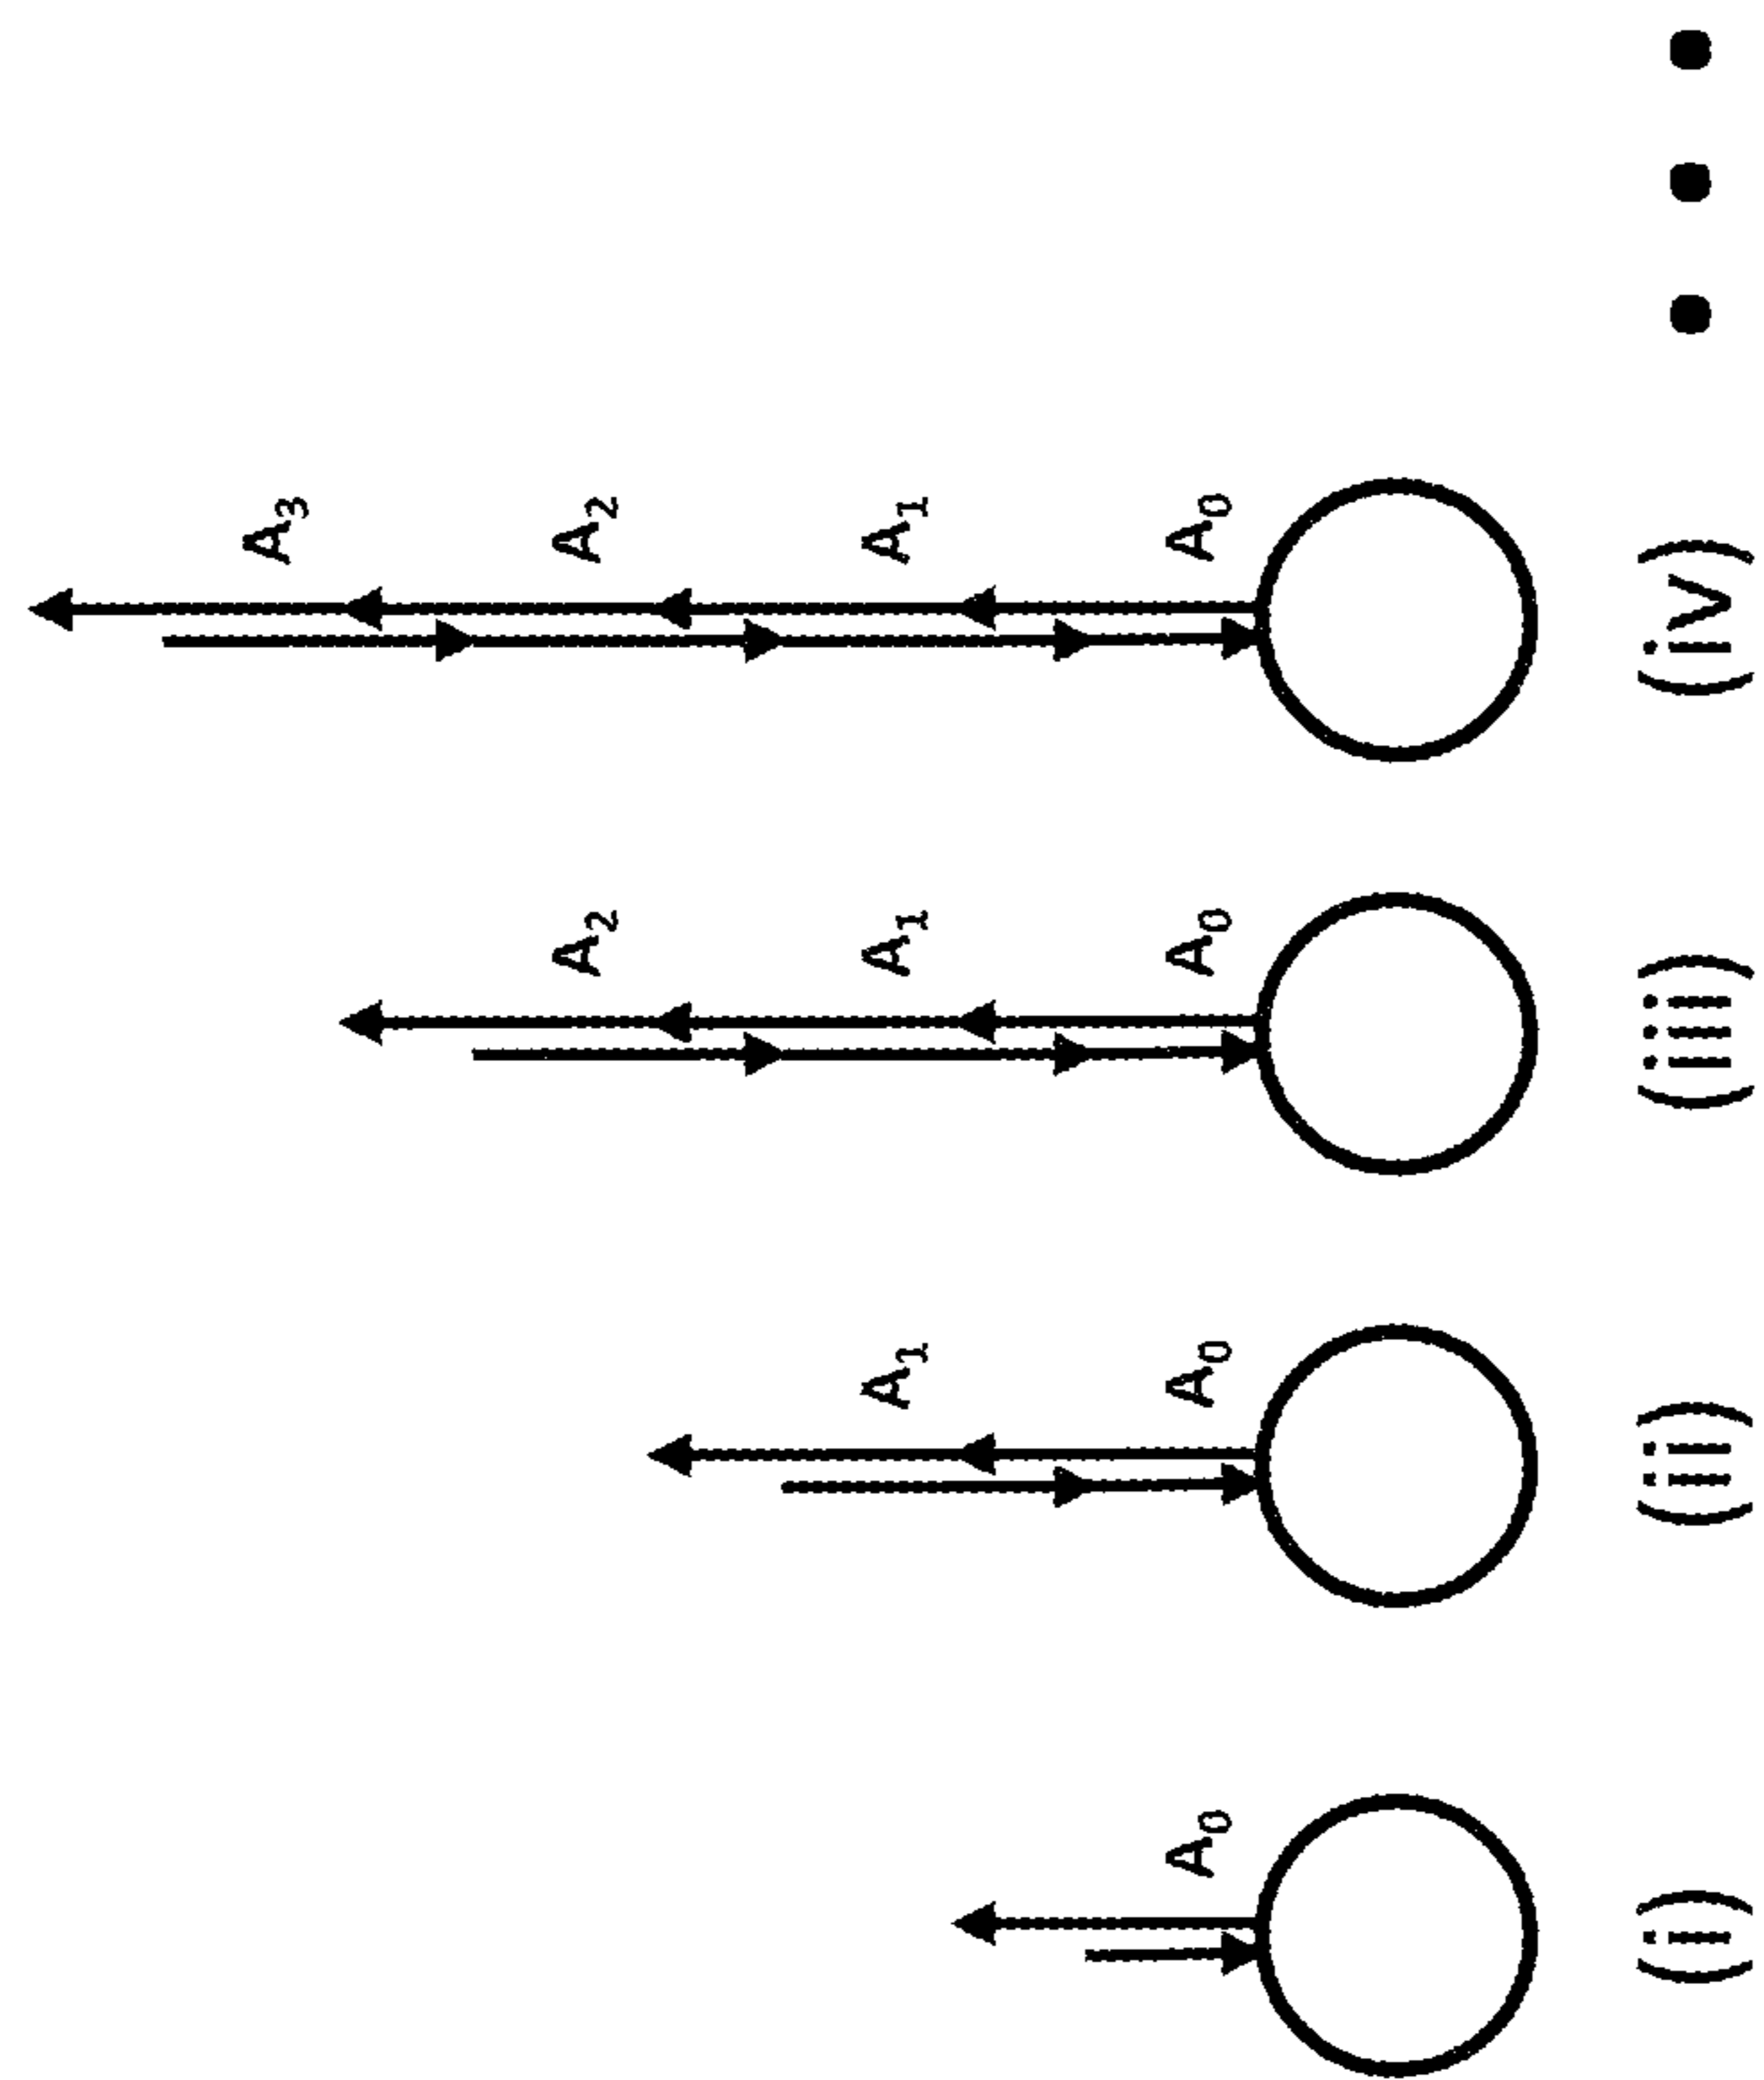 A₃
A₂ A₂
A₁ A₁ A₁
A₀ A₀ A₀ A₀
(i) (ii) (iii) (iv) • • •